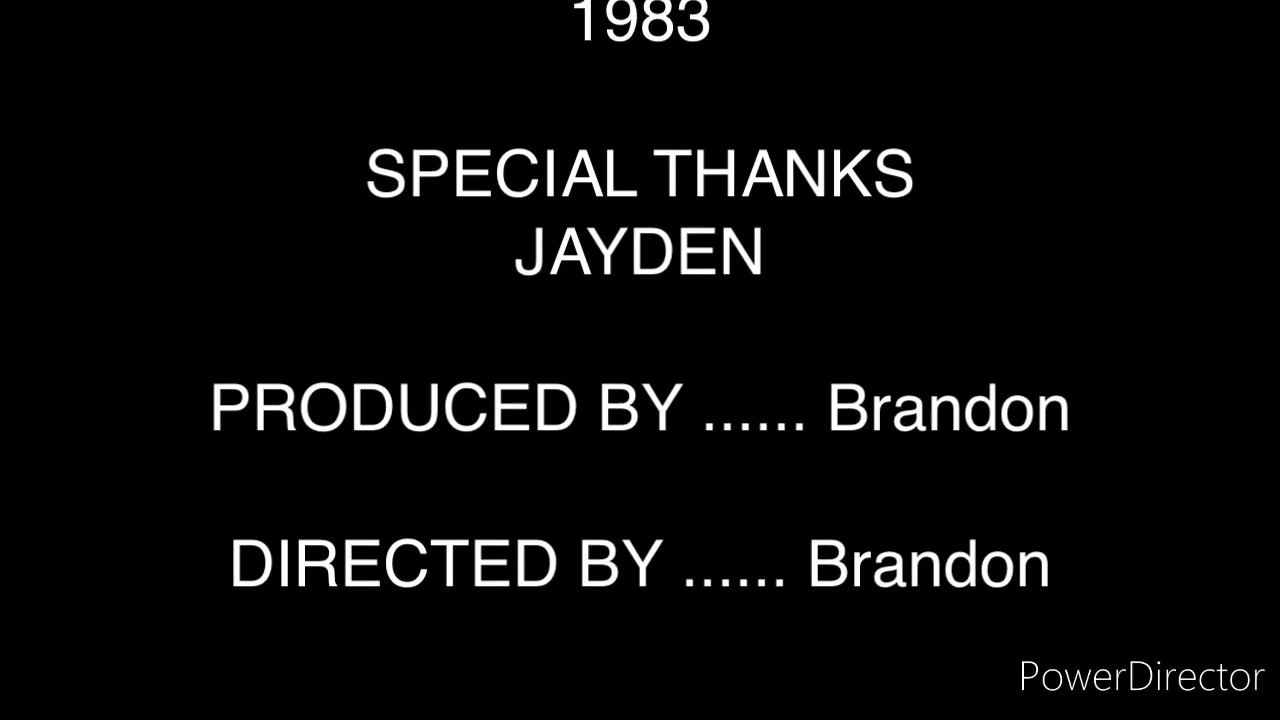 1983
SPECIAL THANKS
JAYDEN
PRODUCED BY ...... Brandon
DIRECTED BY ...... Brandon
PowerDirector